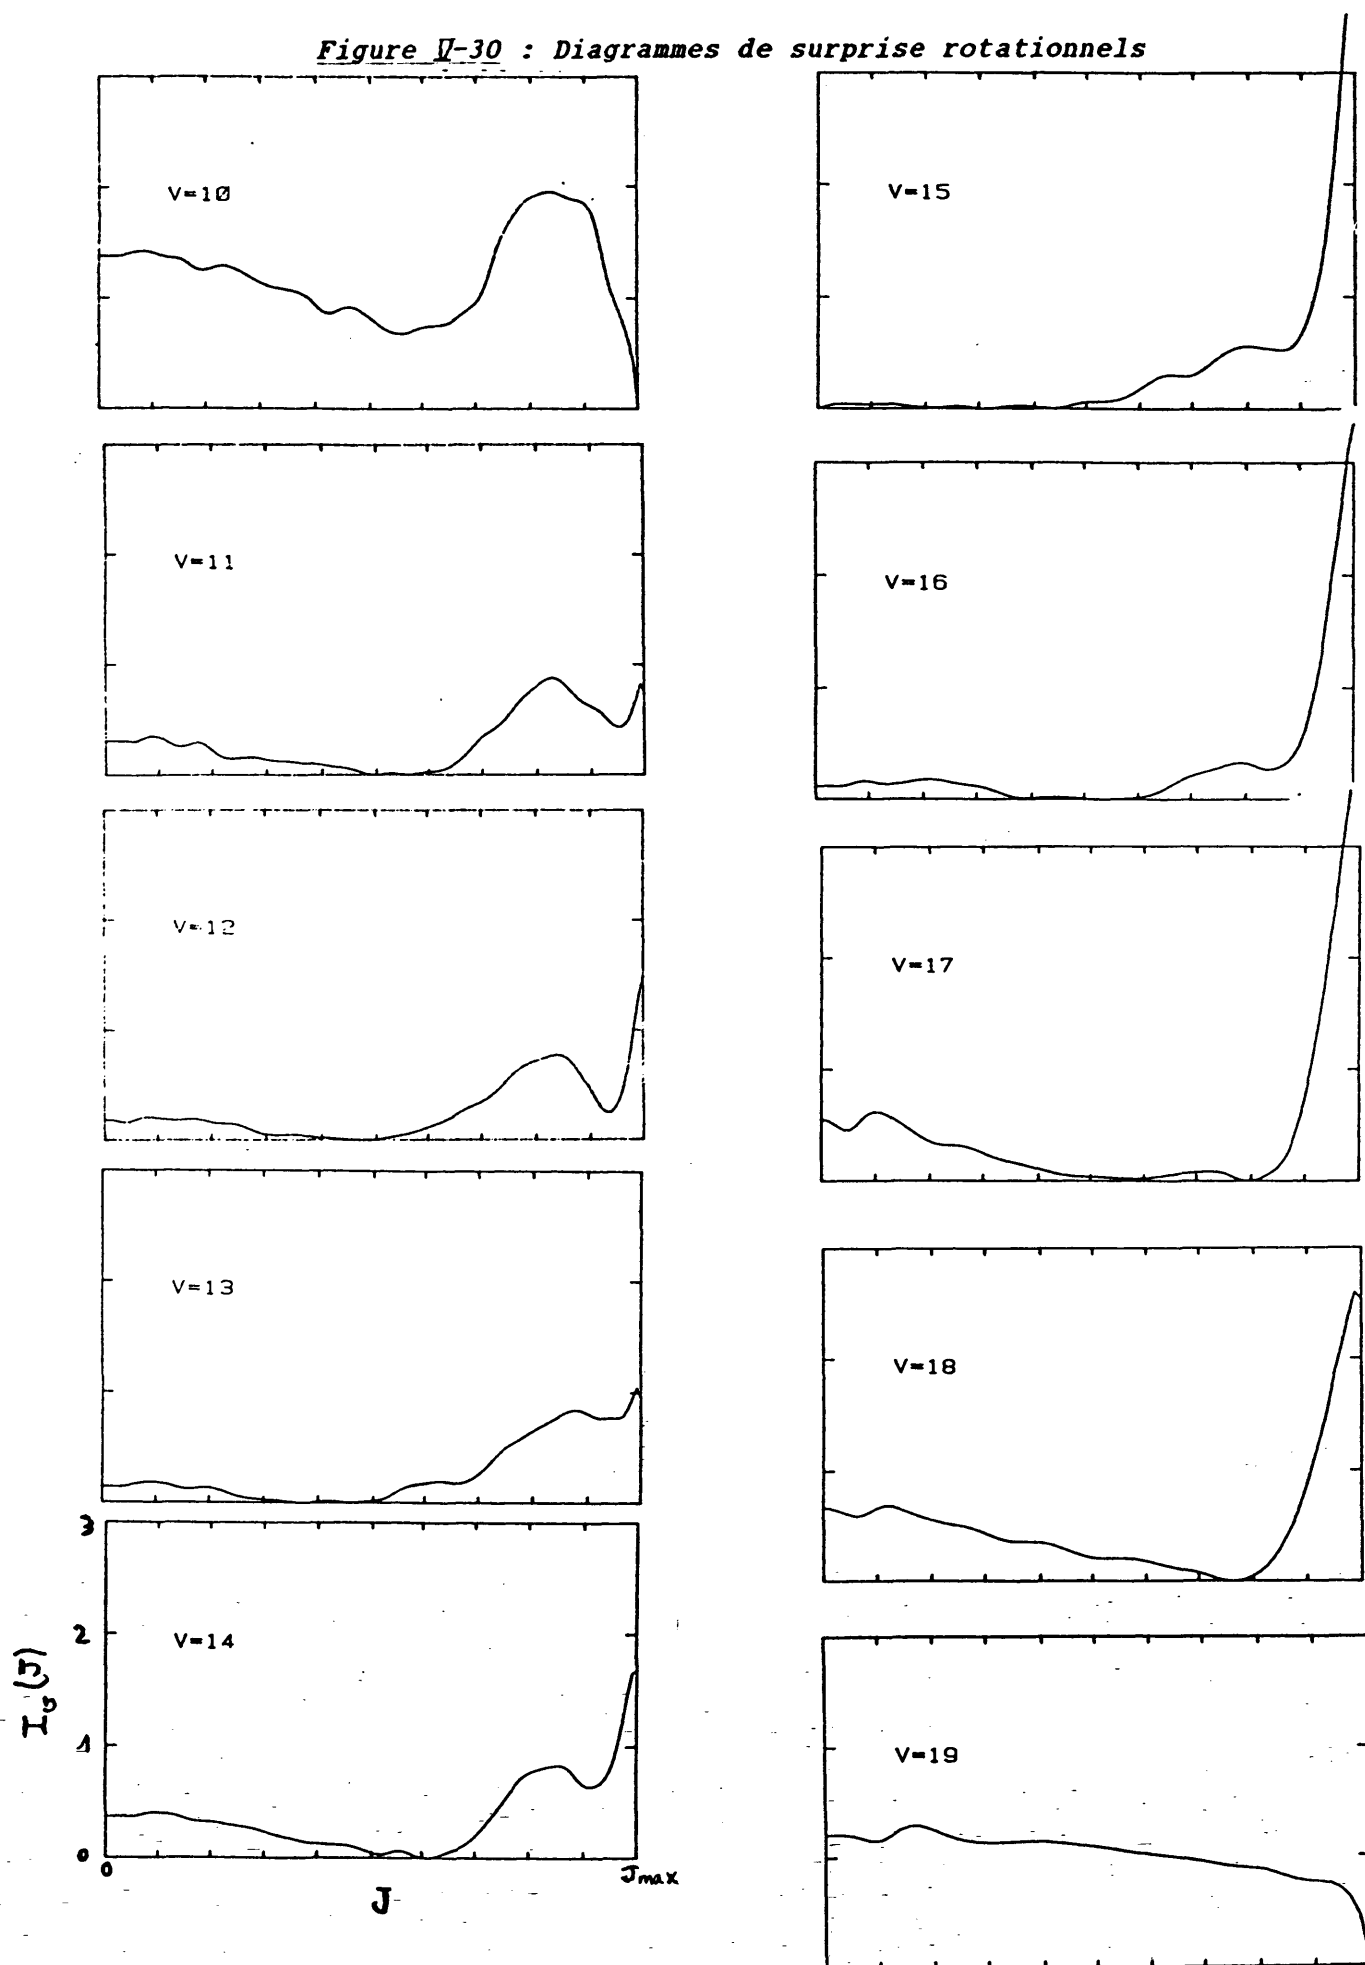 Figure V-30 : Diagrammes de surprise rotationnels
V=10
V=11
V=12
V=13
3
2
1
0
V=14
I_v(J)
0
J
Jmax
V=15
V=16
V=17
V=18
V=19